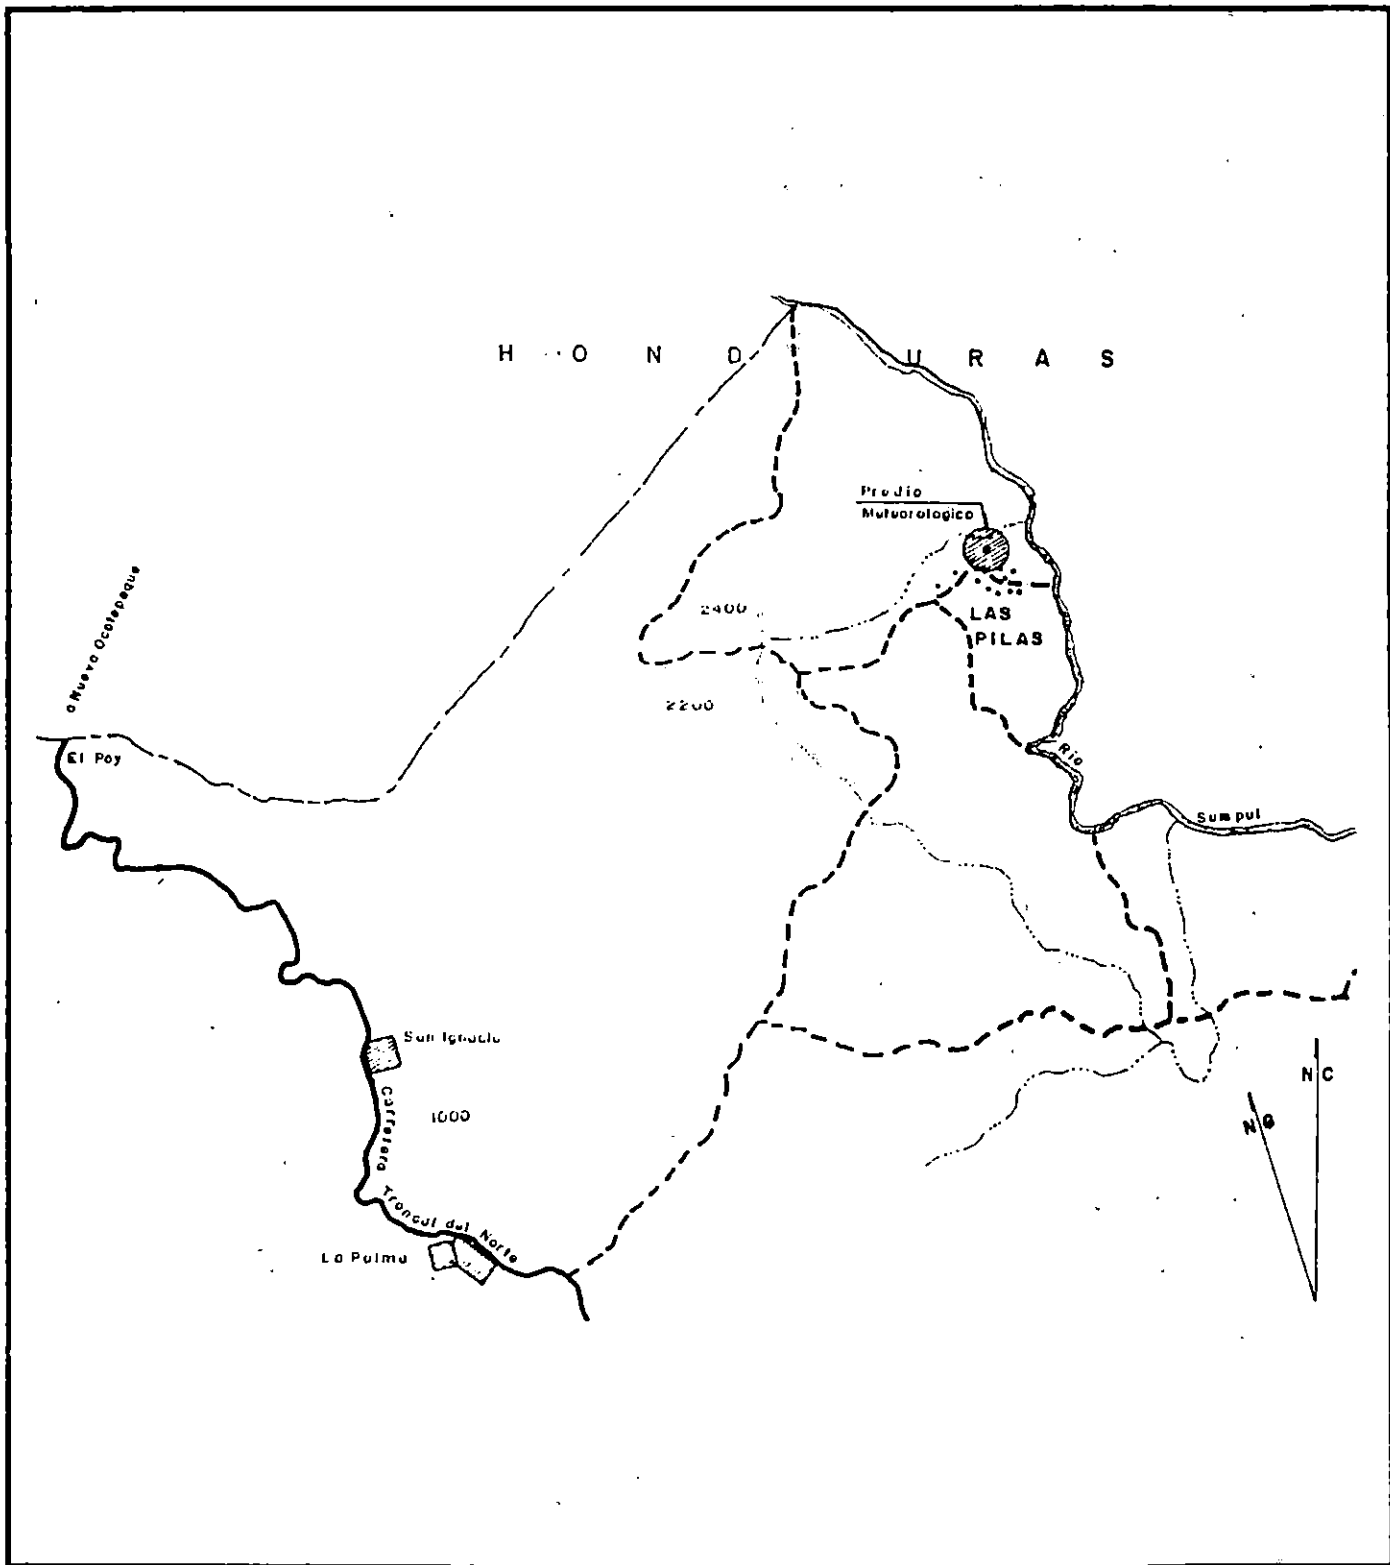 H O N D U R A S
Predio
Meteorologico
2400
LAS
PILAS
a Nueva Ocotepeque
2200
El Poy
Rio
Sumpul
San Ignacio
N C
1000
N G
Carretera Troncal del Norte
La Palma